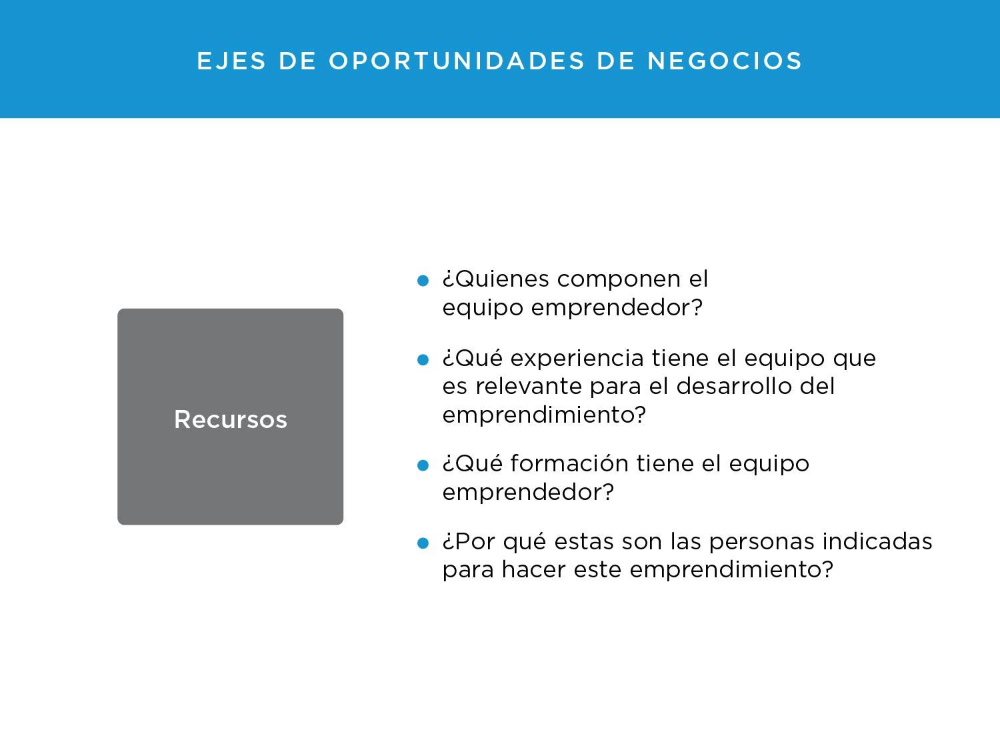 EJES DE OPORTUNIDADES DE NEGOCIOS
Recursos
¿Quienes componen el
equipo emprendedor?
¿Qué experiencia tiene el equipo que
es relevante para el desarrollo del
emprendimiento?
¿Qué formación tiene el equipo
emprendedor?
¿Por qué estas son las personas indicadas
para hacer este emprendimiento?